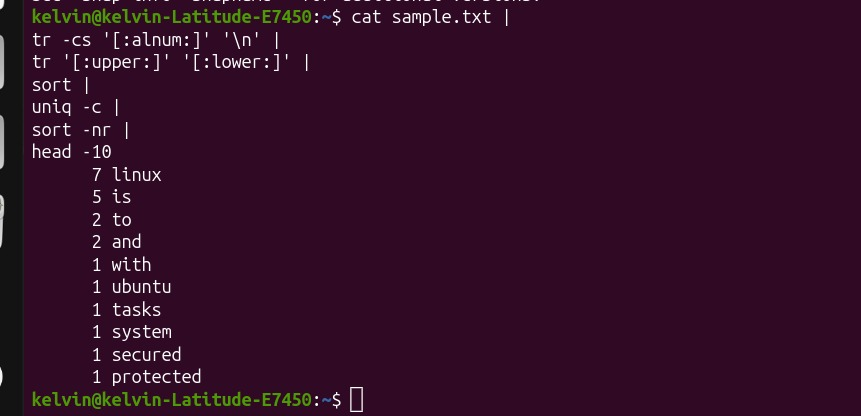 kelvin@kelvin-Latitude-E7450:~$ cat sample.txt |
tr -cs '[:alnum:]' '\n' |
tr '[:upper:]' '[:lower:]' |
sort |
uniq -c |
sort -nr |
head -10
      7 linux
      5 is
      2 to
      2 and
      1 with
      1 ubuntu
      1 tasks
      1 system
      1 secured
      1 protected
kelvin@kelvin-Latitude-E7450:~$